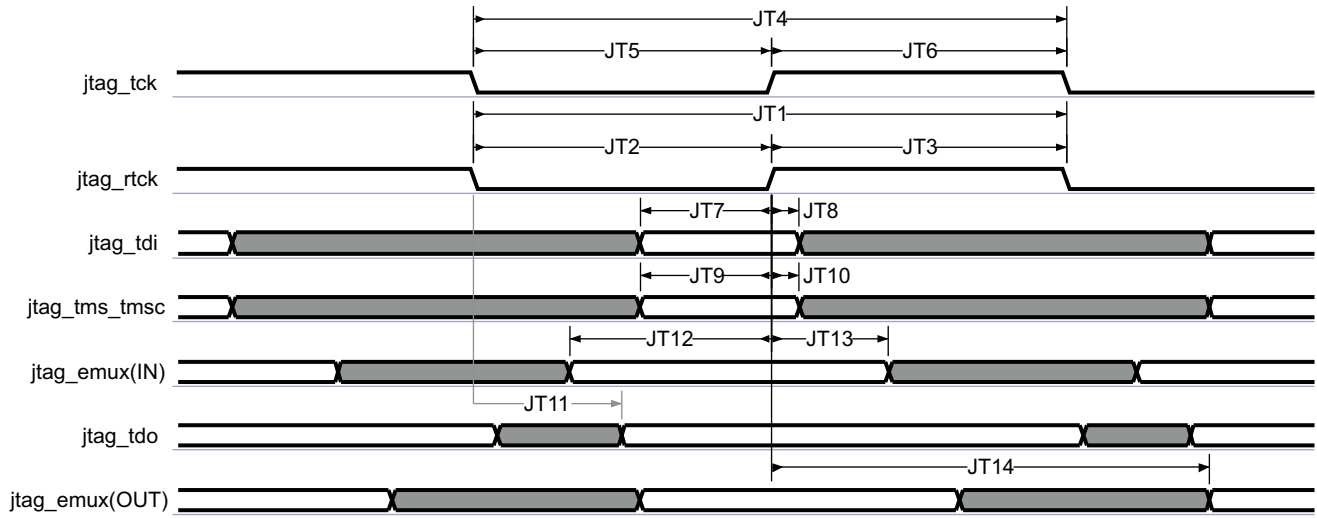 JT4
JT5 JT6
jtag_tck
JT1
JT2 JT3
jtag_rtck
JT7 JT8
jtag_tdi
JT9 JT10
jtag_tms_tmsc
JT12 JT13
jtag_emux(IN)
JT11
jtag_tdo
JT14
jtag_emux(OUT)